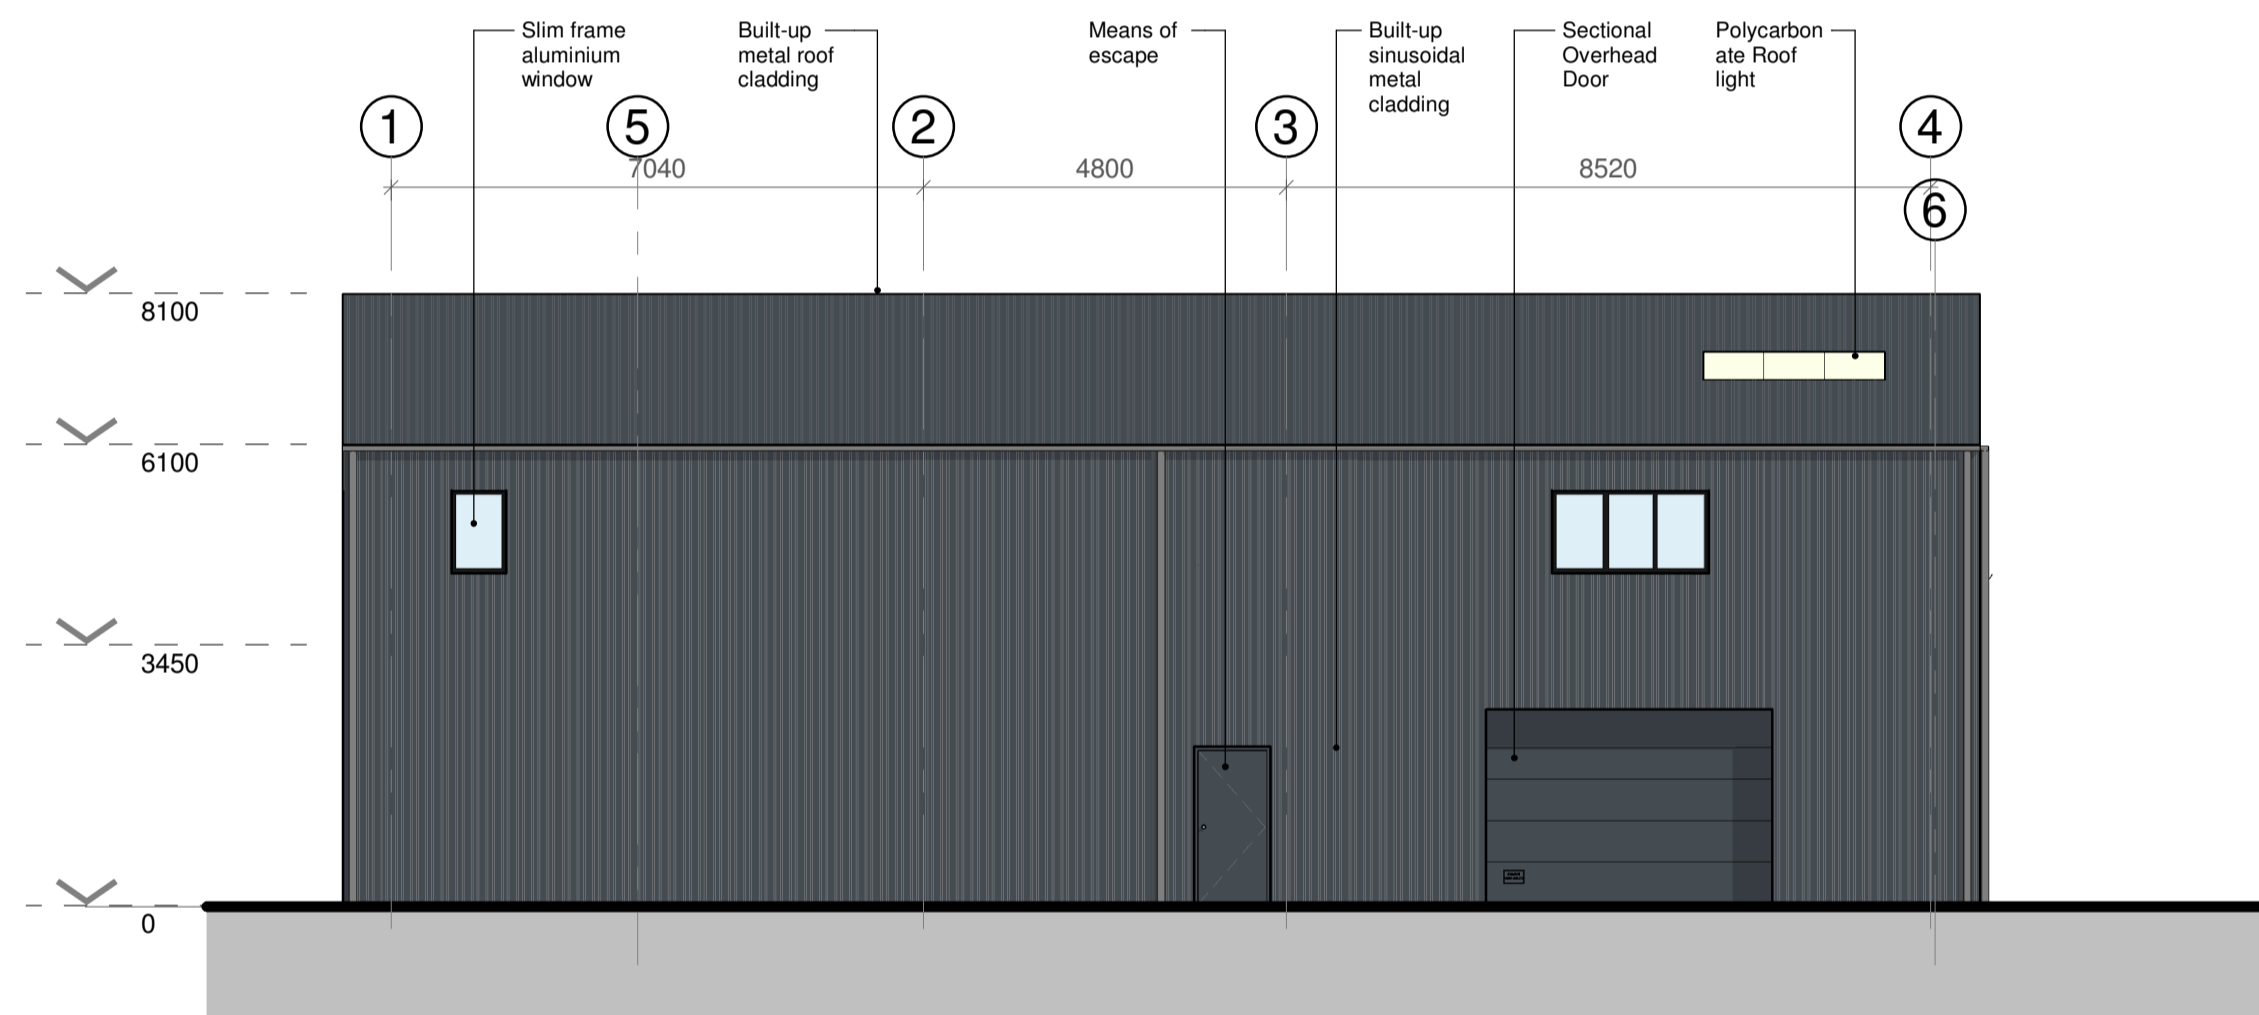 Slim frame
aluminium
window
Built-up
metal roof
cladding
Means of
escape
Built-up
sinusoidal
metal
cladding
Sectional
Overhead
Door
Polycarbon
ate Roof
light
1
5
2
3
4
7040
4800
8520
6
8100
6100
3450
0